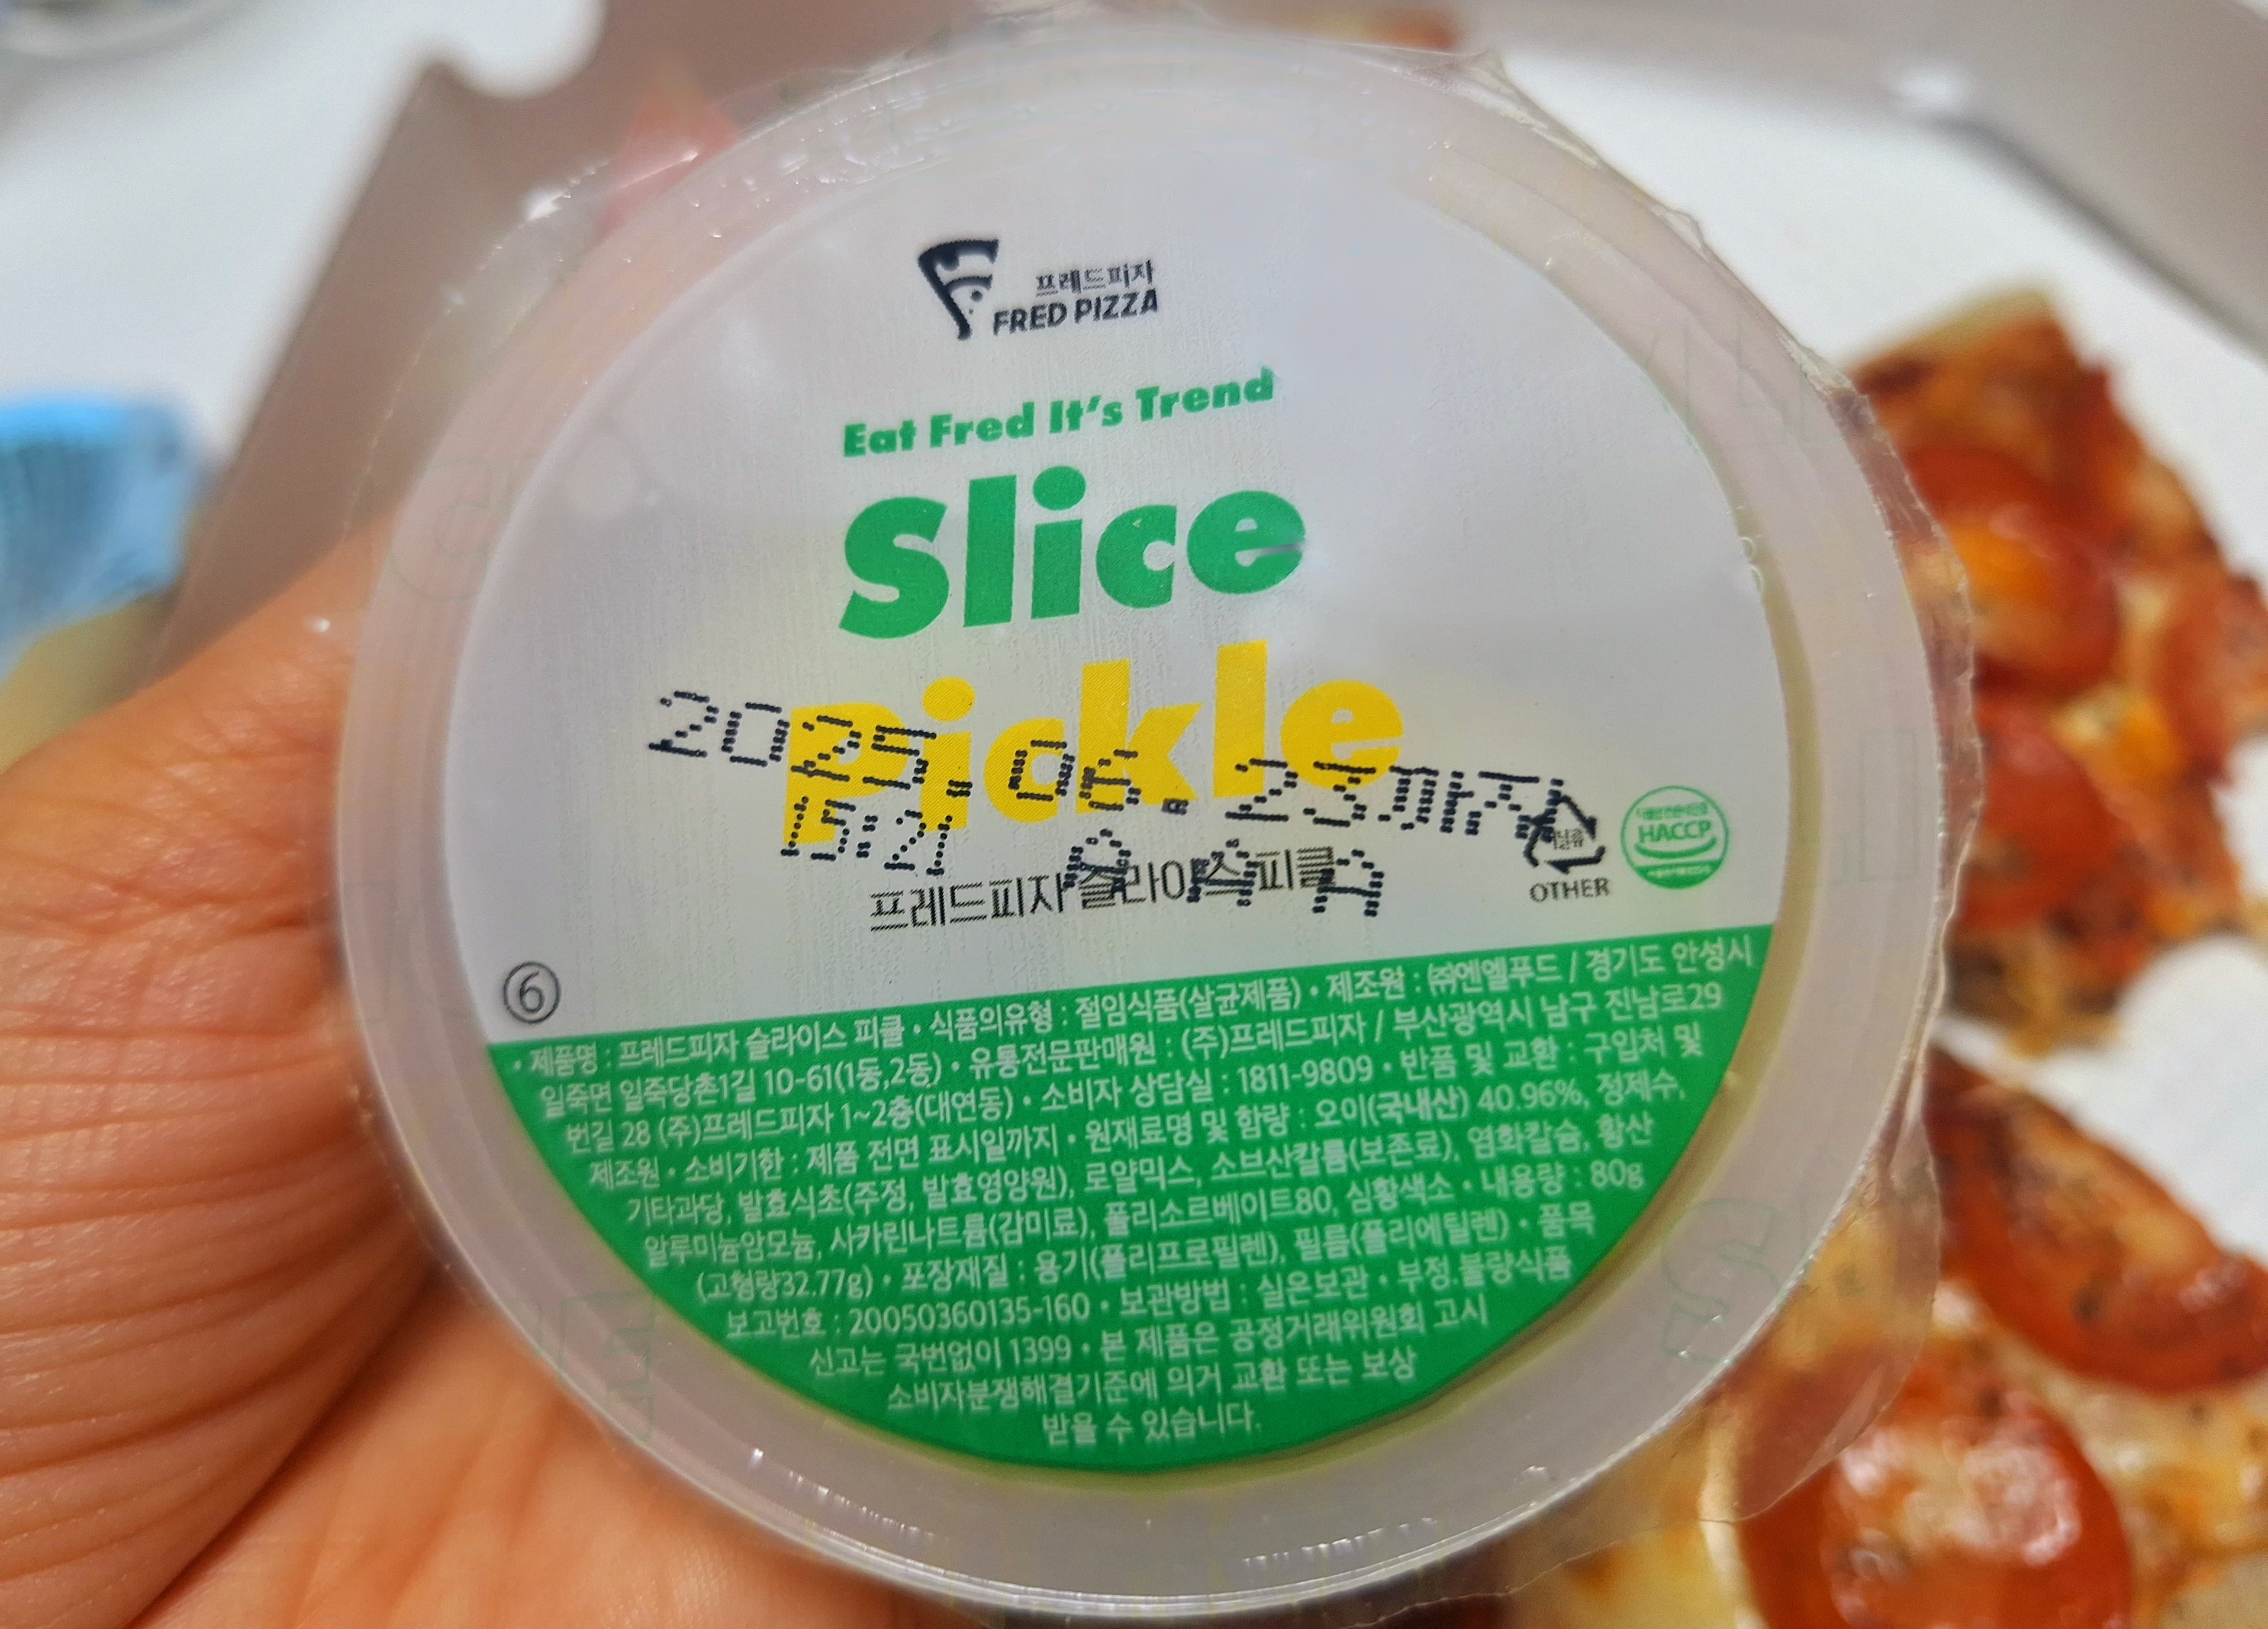 프레드피자
FRED PIZZA
Eat Fred It's Trend
Slice
Pickle
2025. 06. 23까지
프레드피자 슬라이스 피클
OTHER
HACCP
⑥
• 제품명 : 프레드피자 슬라이스 피클 • 식품의유형 : 절임식품(살균제품) • 제조원 : ㈜엔엘푸드 / 경기도 안성시
일죽면 일죽당촌1길 10-61(1동,2동) • 유통전문판매원 : (주)프레드피자 / 부산광역시 남구 진남로29
번길 28 (주)프레드피자 1~2층(대연동) • 소비자 상담실 : 1811-9809 • 반품 및 교환 : 구입처 및
제조원 • 소비기한 : 제품 전면 표시일까지 • 원재료명 및 함량 : 오이(국내산) 40.96%, 정제수,
기타과당, 발효식초(주정, 발효영양원), 로얄믹스, 소브산칼륨(보존료), 염화칼슘, 황산
알루미늄암모늄, 사카린나트륨(감미료), 폴리소르베이트80, 심황색소 • 내용량 : 80g
(고형량32.77g) • 포장재질 : 용기(폴리프로필렌), 필름(폴리에틸렌) • 품목
보고번호 : 20050360135-160 • 보관방법 : 실온보관 • 부정.불량식품
신고는 국번없이 1399 • 본 제품은 공정거래위원회 고시
소비자분쟁해결기준에 의거 교환 또는 보상
받을 수 있습니다.